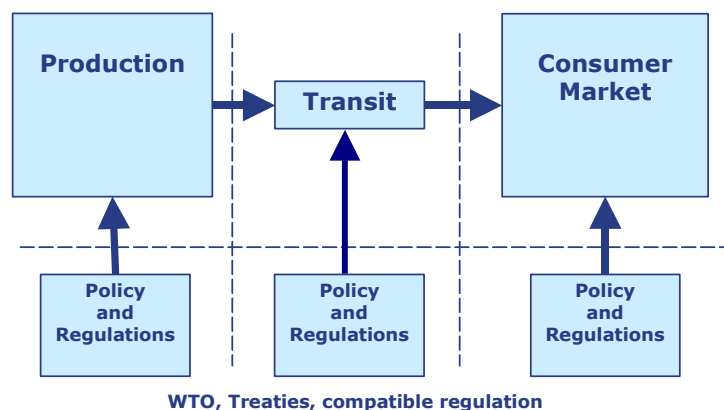 Production
Transit
Consumer
Market
Policy
and
Regulations
Policy
and
Regulations
Policy
and
Regulations
WTO, Treaties, compatible regulation